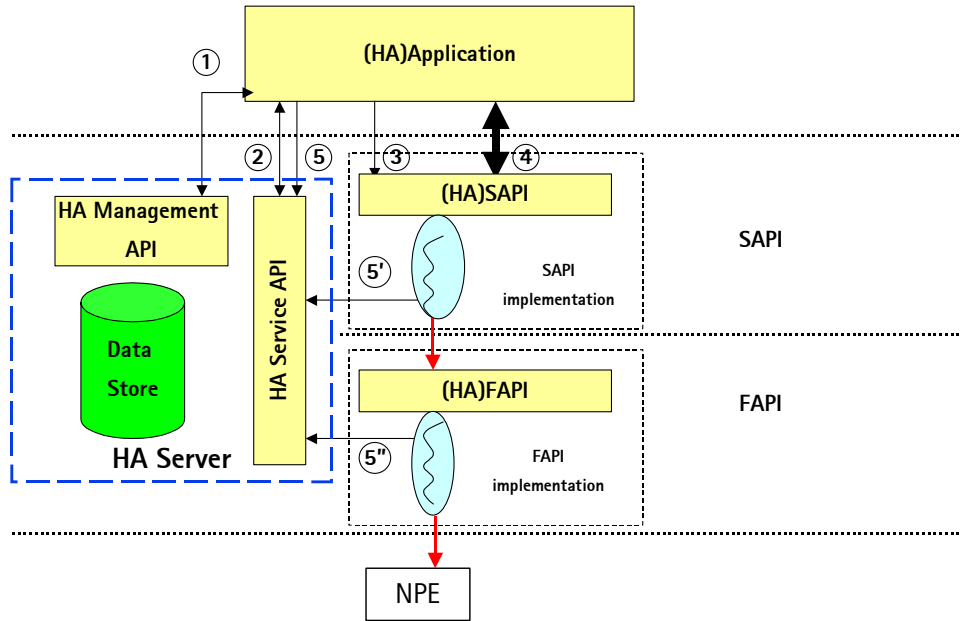 (HA)Application
1
2
5
3
4
HA Management
API
(HA)SAPI
SAPI
HA Service API
5'
SAPI
implementation
Data
Store
(HA)FAPI
FAPI
HA Server
5"
FAPI
implementation
NPE